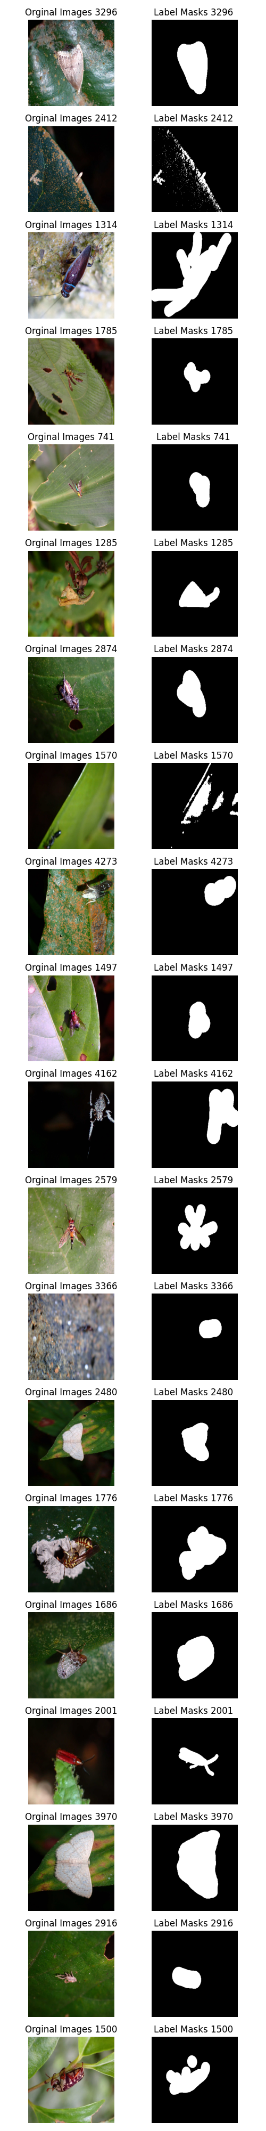 Orginal Images 3296 Label Masks 3296
Orginal Images 2412 Label Masks 2412
Orginal Images 1314 Label Masks 1314
Orginal Images 1785 Label Masks 1785
Orginal Images 741 Label Masks 741
Orginal Images 1285 Label Masks 1285
Orginal Images 2874 Label Masks 2874
Orginal Images 1570 Label Masks 1570
Orginal Images 4273 Label Masks 4273
Orginal Images 1497 Label Masks 1497
Orginal Images 4162 Label Masks 4162
Orginal Images 2579 Label Masks 2579
Orginal Images 3366 Label Masks 3366
Orginal Images 2480 Label Masks 2480
Orginal Images 1776 Label Masks 1776
Orginal Images 1686 Label Masks 1686
Orginal Images 2001 Label Masks 2001
Orginal Images 3970 Label Masks 3970
Orginal Images 2916 Label Masks 2916
Orginal Images 1500 Label Masks 1500